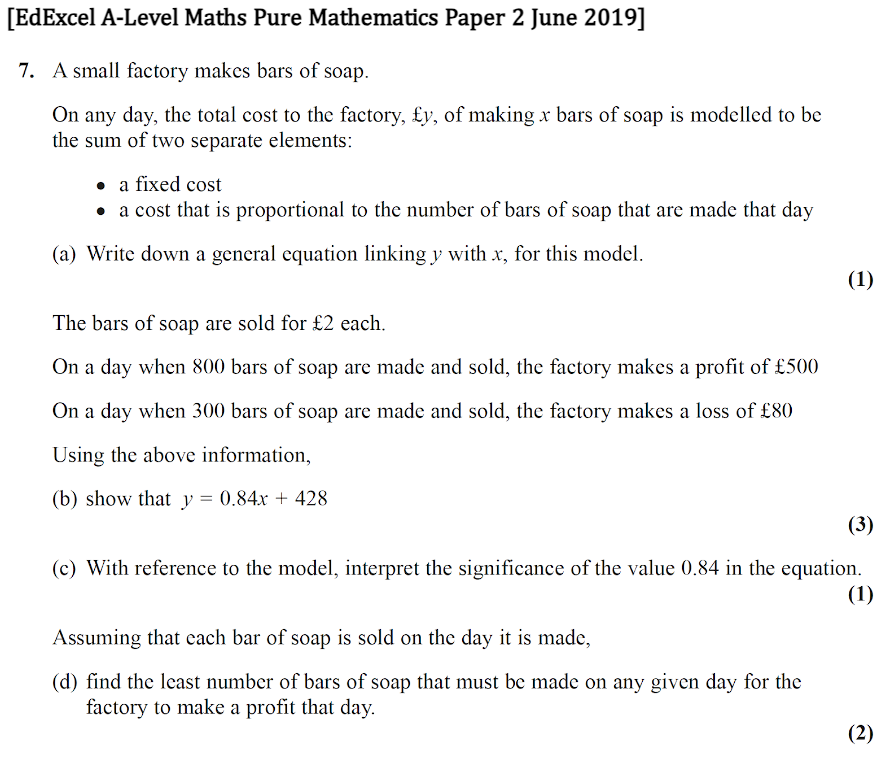 [EdExcel A-Level Maths Pure Mathematics Paper 2 June 2019]
7. A small factory makes bars of soap.
On any day, the total cost to the factory, £y, of making x bars of soap is modelled to be
the sum of two separate elements:
• a fixed cost
• a cost that is proportional to the number of bars of soap that are made that day
(a) Write down a general equation linking y with x, for this model.
(1)
The bars of soap are sold for £2 each.
On a day when 800 bars of soap are made and sold, the factory makes a profit of £500
On a day when 300 bars of soap are made and sold, the factory makes a loss of £80
Using the above information,
(b) show that y = 0.84x + 428
(3)
(c) With reference to the model, interpret the significance of the value 0.84 in the equation.
(1)
Assuming that each bar of soap is sold on the day it is made,
(d) find the least number of bars of soap that must be made on any given day for the
factory to make a profit that day.
(2)